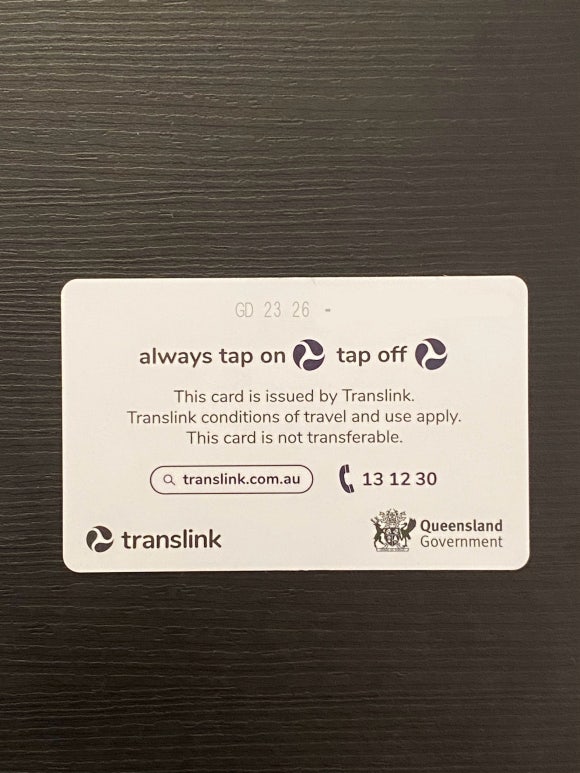 GD 23 26 -
always tap on tap off
This card is issued by Translink.
Translink conditions of travel and use apply.
This card is not transferable.
translink.com.au 13 12 30
translink
Queensland
Government